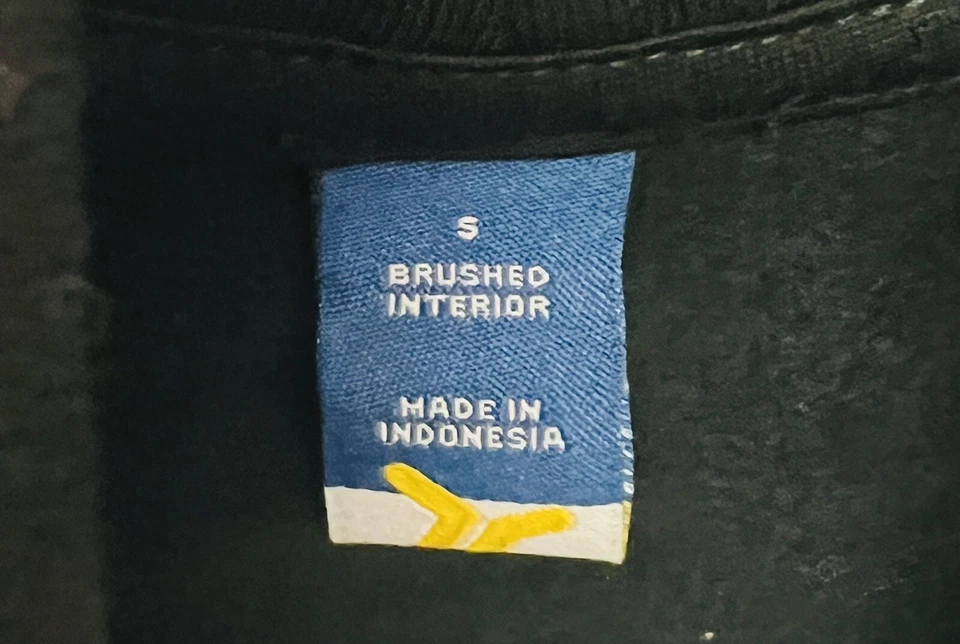 S
BRUSHED
INTERIOR
MADE IN
INDONESIA